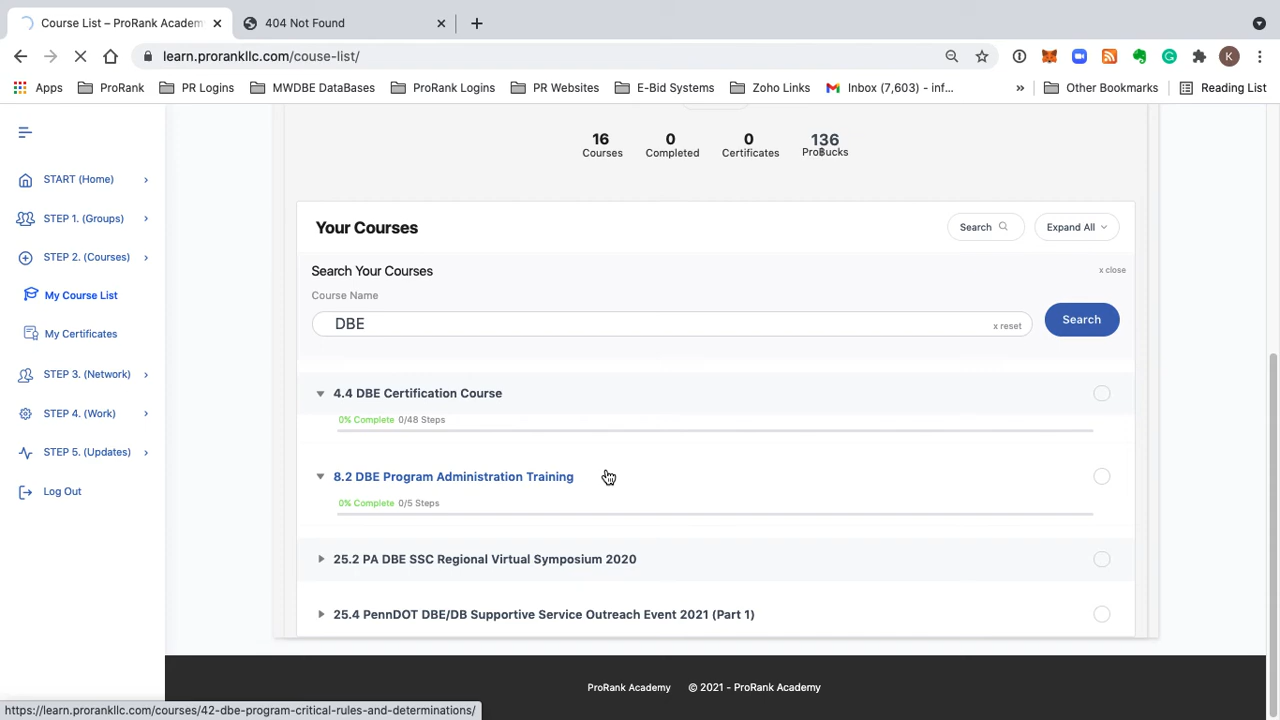 Course List – ProRank Academy
404 Not Found
learn.prorankllc.com/couse-list/
K
Apps
ProRank
PR Logins
MWDBE DataBases
ProRank Logins
PR Websites
E-Bid Systems
Zoho Links
Inbox (7,603) - inf...
»
Other Bookmarks
Reading List
START (Home)
STEP 1. (Groups)
STEP 2. (Courses)
My Course List
My Certificates
STEP 3. (Network)
STEP 4. (Work)
STEP 5. (Updates)
Log Out
16 0 0 136
Courses Completed Certificates Pro฿ucks
Your Courses
Search
Expand All
Search Your Courses
x close
Course Name
DBE
x reset
Search
4.4 DBE Certification Course
0% Complete 0/48 Steps
8.2 DBE Program Administration Training
0% Complete 0/5 Steps
25.2 PA DBE SSC Regional Virtual Symposium 2020
25.4 PennDOT DBE/DB Supportive Service Outreach Event 2021 (Part 1)
ProRank Academy © 2021 - ProRank Academy
https://learn.prorankllc.com/courses/42-dbe-program-critical-rules-and-determinations/